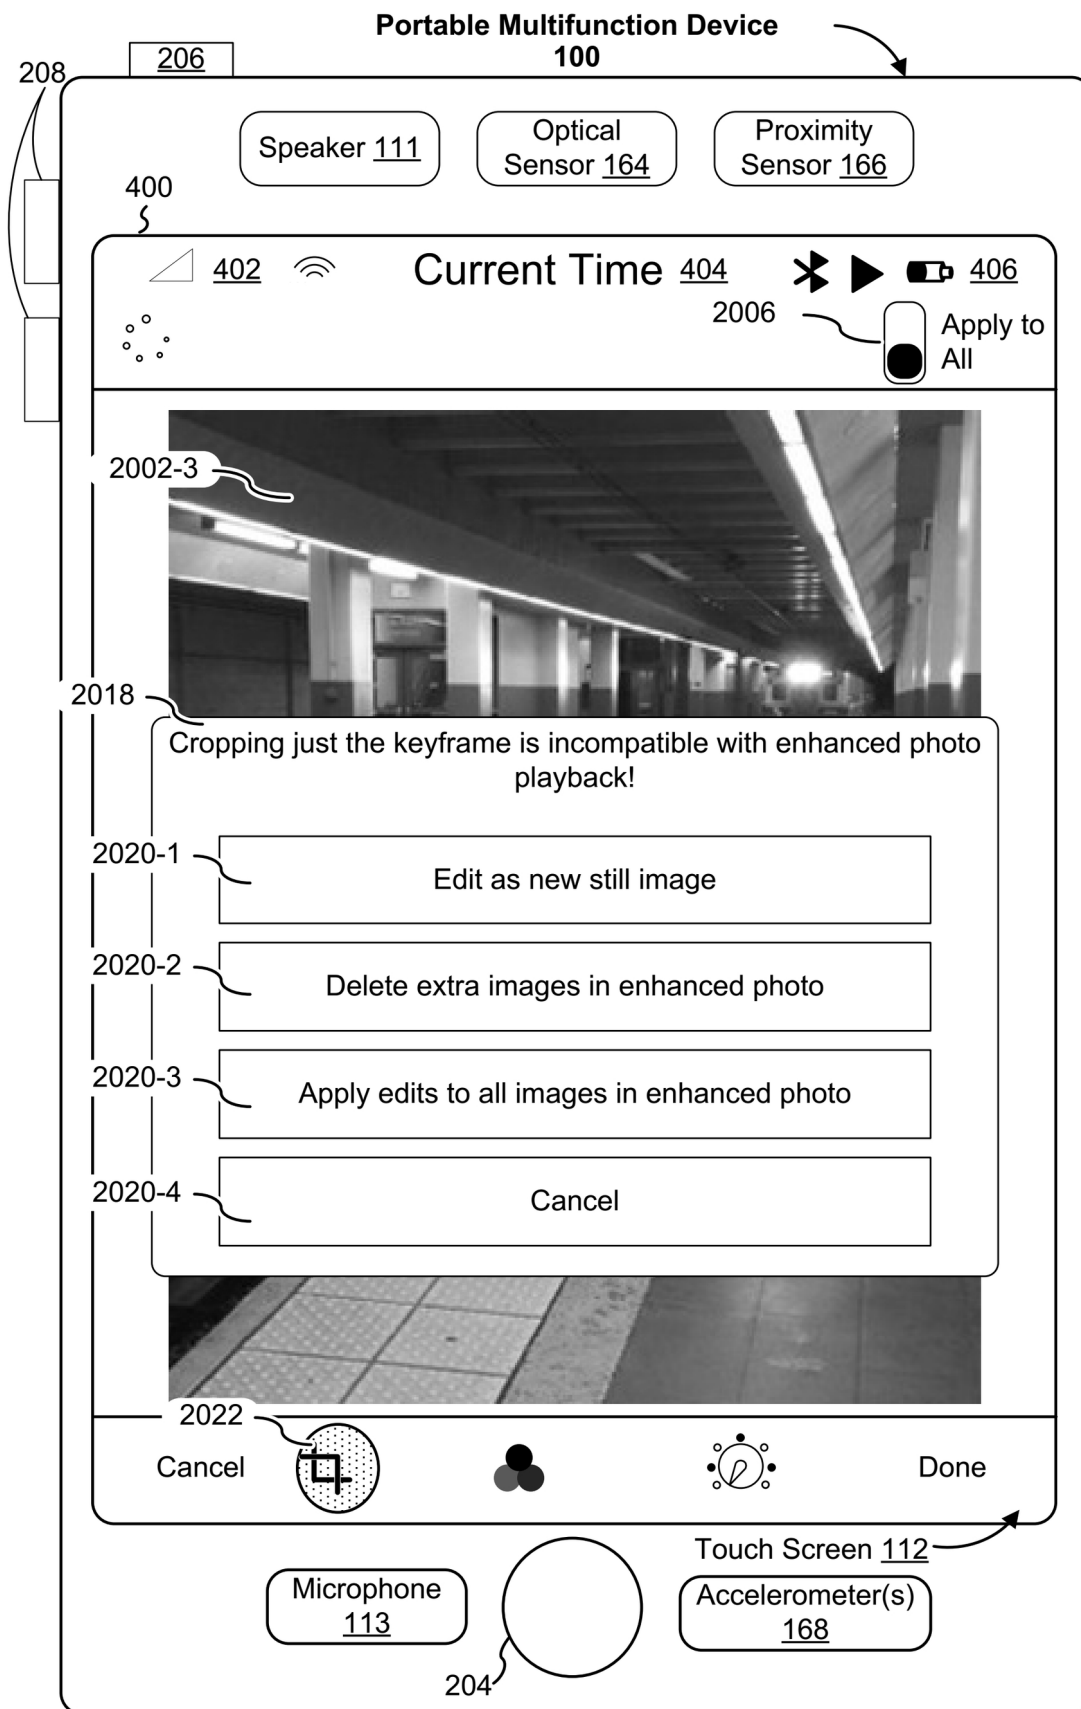 Portable Multifunction Device
100
206
208
Speaker 111
Optical
Sensor 164
Proximity
Sensor 166
400
402
Current Time 404
406
2006
Apply to
All
2002-3
2018
Cropping just the keyframe is incompatible with enhanced photo
playback!
2020-1
Edit as new still image
2020-2
Delete extra images in enhanced photo
2020-3
Apply edits to all images in enhanced photo
2020-4
Cancel
2022
Cancel
Done
Touch Screen 112
Microphone
113
Accelerometer(s)
168
204